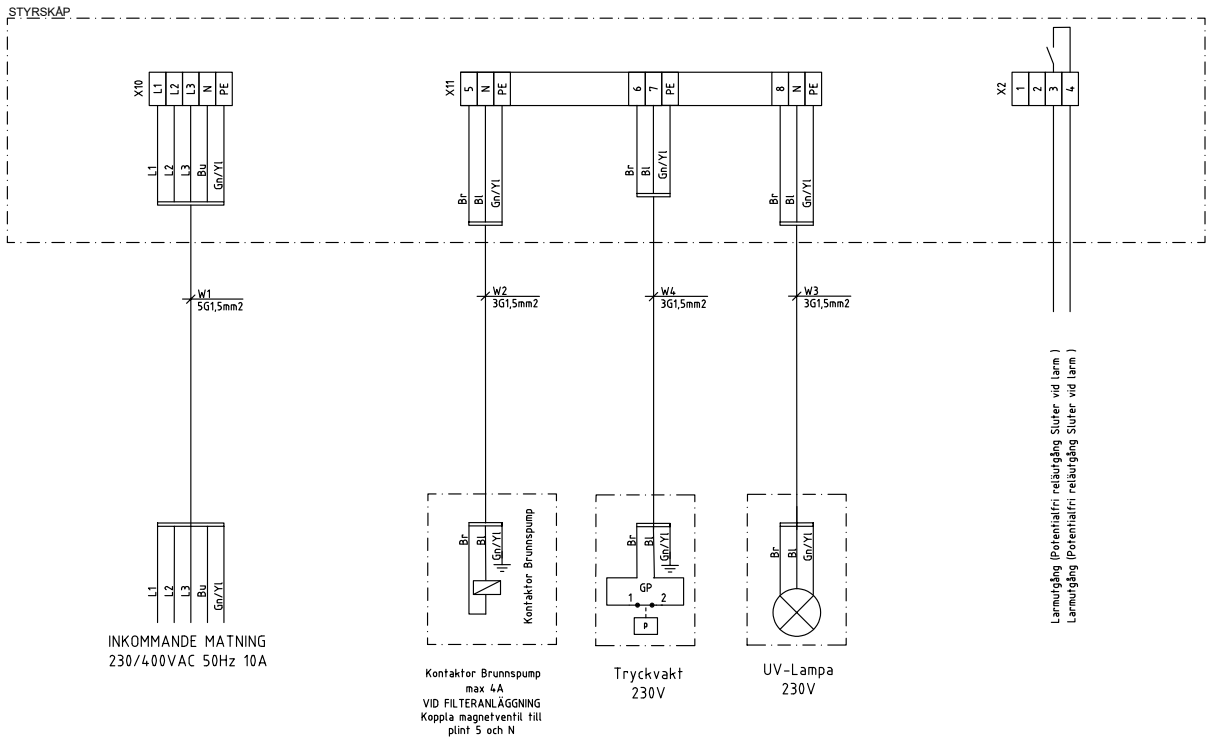 STYRSKÅP
X10
L1
L2
L3
N
PE
X11
5
N
PE
6
7
PE
8
N
PE
X2
1
2
3
4
L1
L2
L3
Bu
Gn/Yl
Br
Bl
Gn/Yl
Br
Bl
Gn/Yl
Br
Bl
Gn/Yl
W1
5G1,5mm2
W2
3G1,5mm2
W4
3G1,5mm2
W3
3G1,5mm2
Larmutgång (Potentialfri reläutgång Sluter vid larm )
Larmutgång (Potentialfri reläutgång Sluter vid larm )
L1
L2
L3
Bu
Gn/Yl
INKOMMANDE MATNING
230/400VAC 50Hz 10A
Br
Bl
Gn/Yl
Kontaktor Brunnspump
Kontaktor Brunnspump
max 4A
VID FILTERANLÄGGNING
Koppla magnetventil till
plint 5 och N
Br
Bl
Gn/Yl
GP
1 2
P
Tryckvakt
230V
Br
Bl
Gn/Yl
UV-Lampa
230V